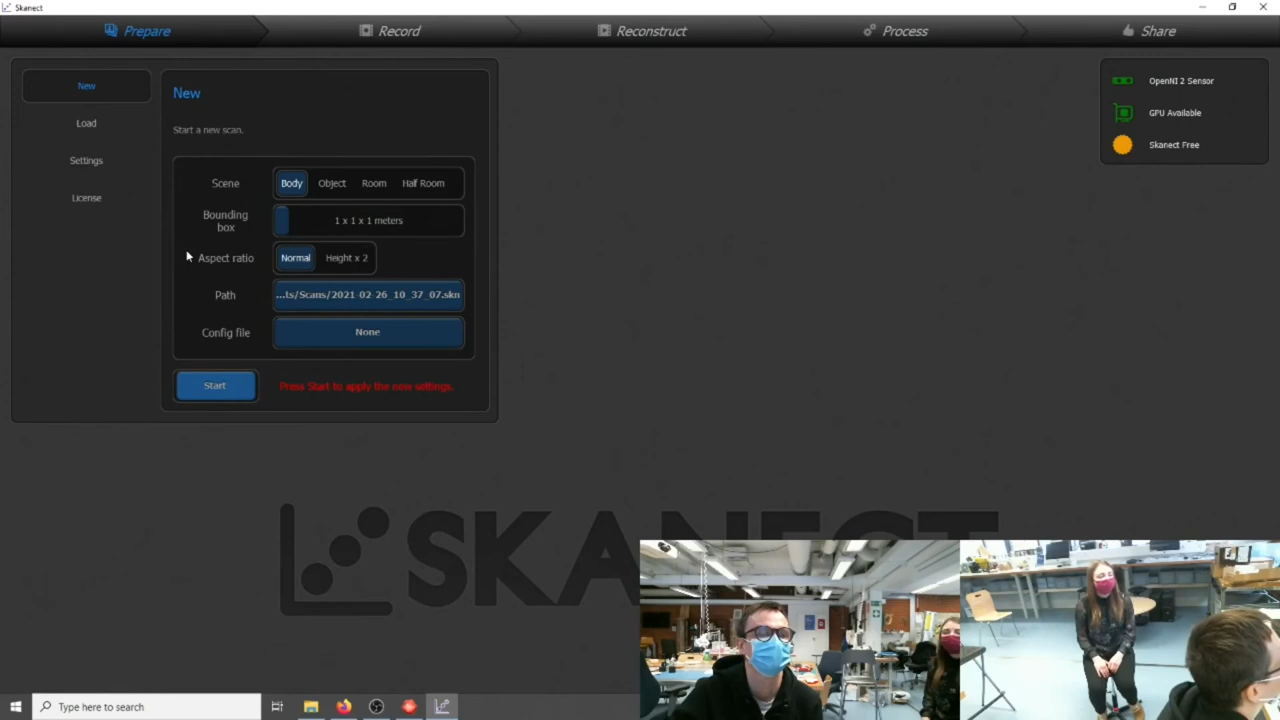 Skanect
Prepare
Record
Reconstruct
Process
Share
New
Load
Settings
License
New
Start a new scan.
Scene
Body Object Room Half Room
Bounding
box
1 x 1 x 1 meters
Aspect ratio
Normal Height x 2
Path
...ts/Scans/2021-02-26_10_37_07.skn
Config file
None
Start
Press Start to apply the new settings.
OpenNI 2 Sensor
GPU Available
Skanect Free
SKANECT
Type here to search